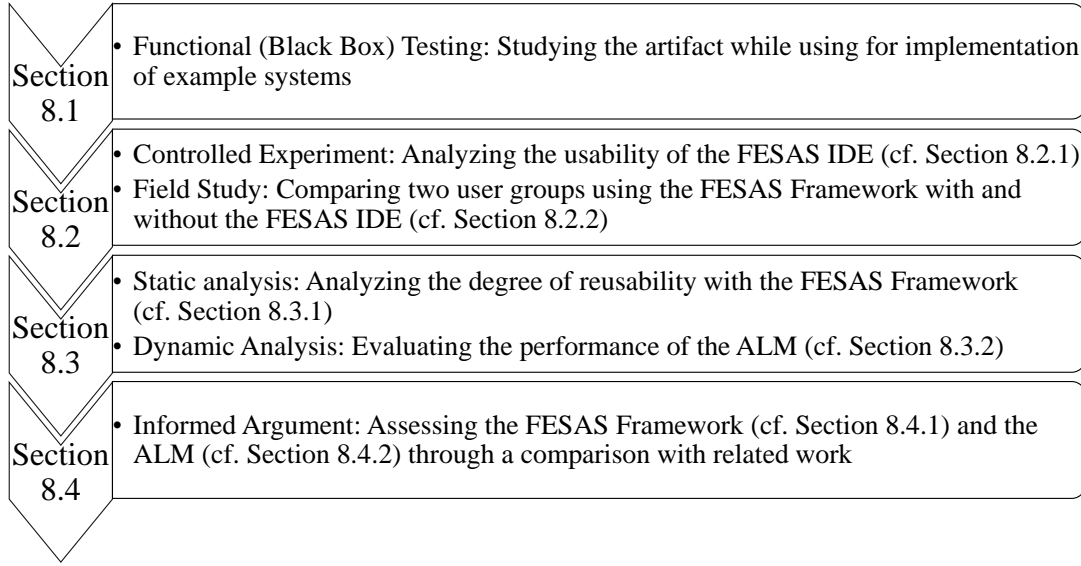 Section
8.1
• Functional (Black Box) Testing: Studying the artifact while using for implementation
of example systems
Section
8.2
• Controlled Experiment: Analyzing the usability of the FESAS IDE (cf. Section 8.2.1)
• Field Study: Comparing two user groups using the FESAS Framework with and
without the FESAS IDE (cf. Section 8.2.2)
Section
8.3
• Static analysis: Analyzing the degree of reusability with the FESAS Framework
(cf. Section 8.3.1)
• Dynamic Analysis: Evaluating the performance of the ALM (cf. Section 8.3.2)
Section
8.4
• Informed Argument: Assessing the FESAS Framework (cf. Section 8.4.1) and the
ALM (cf. Section 8.4.2) through a comparison with related work